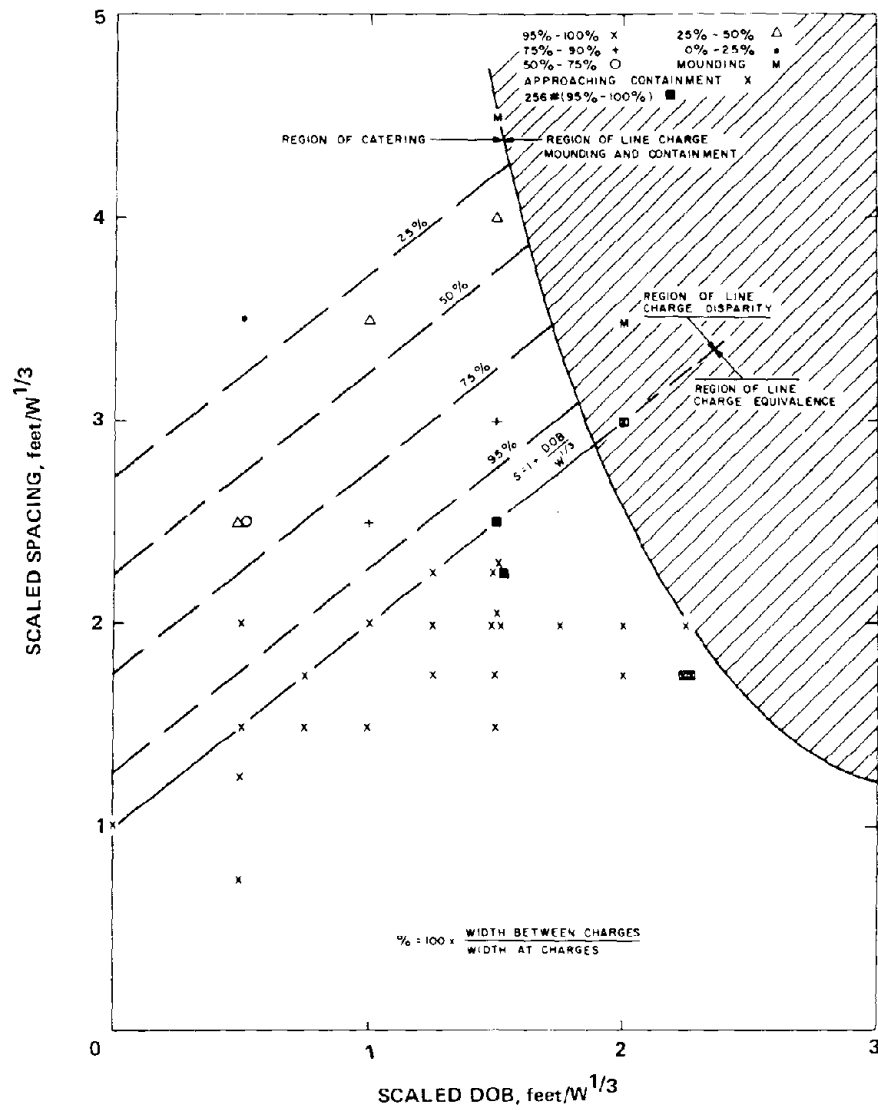 5
95%-100% x 25%-50% △
75%-90% + 0%-25% •
50%-75% ○ MOUNDING M
APPROACHING CONTAINMENT X
256#(95%-100%) ■
M
REGION OF CATERING
REGION OF LINE CHARGE
MOUNDING AND CONTAINMENT
4
25%
50%
75%
95%
S=1+ DOB
W1/3
M
REGION OF LINE
CHARGE DISPARITY
REGION OF LINE
CHARGE EQUIVALENCE
3
SCALED SPACING, feet/W1/3
2
1
% = 100 x WIDTH BETWEEN CHARGES
WIDTH AT CHARGES
0 1 2 3
SCALED DOB, feet/W1/3